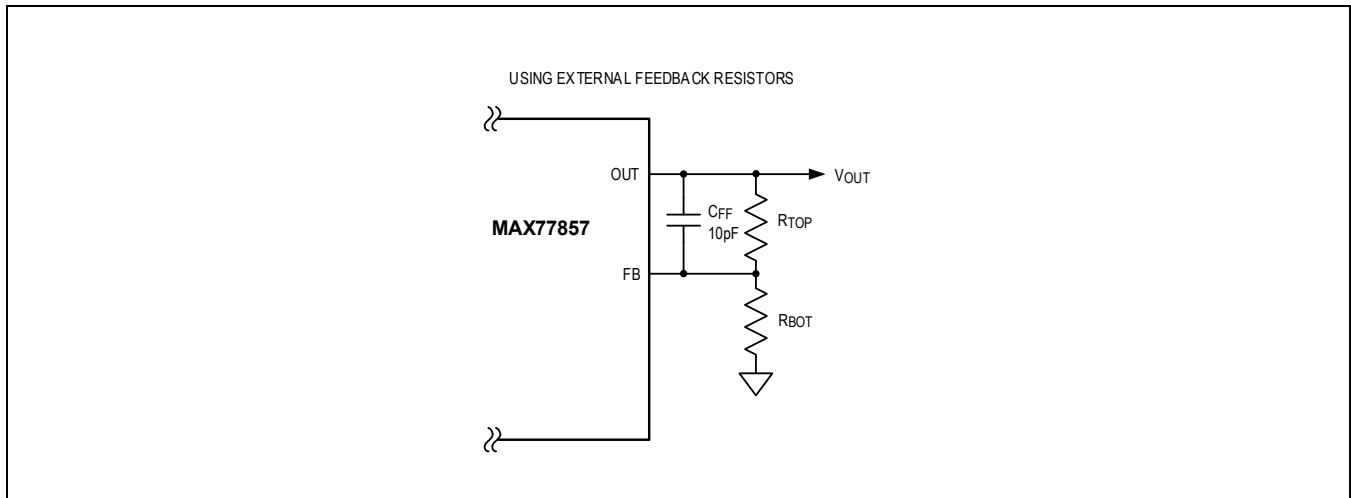 USING EXTERNAL FEEDBACK RESISTORS
OUT
VOUT
CFF
10pF
RTOP
MAX77857
FB
RBOT